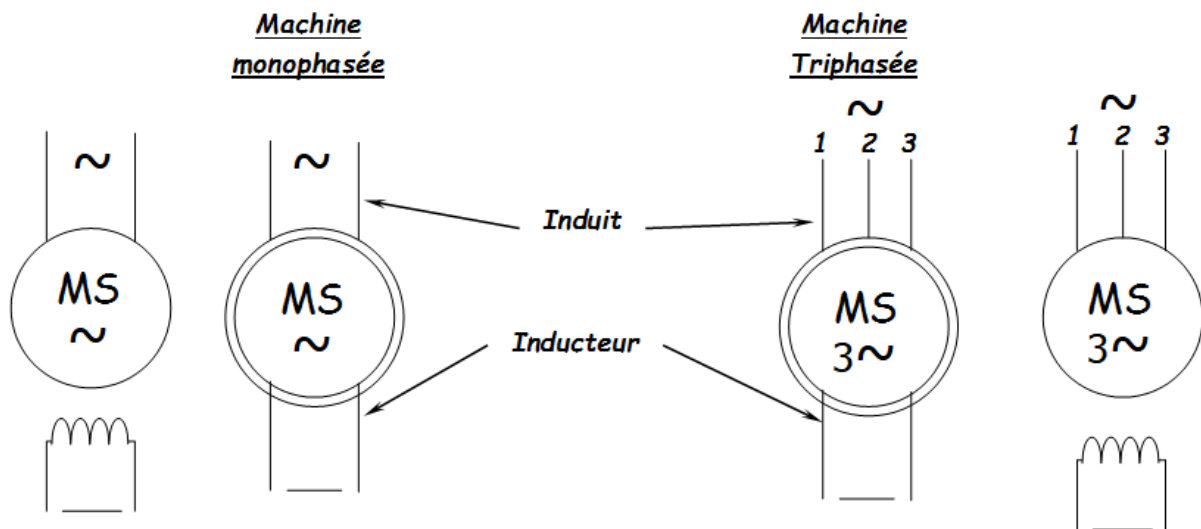 Machine
monophasée
Machine
Triphasée
~
~
~
~
1 2 3
1 2 3
Induit
MS
~
MS
~
MS
3~
MS
3~
Inducteur